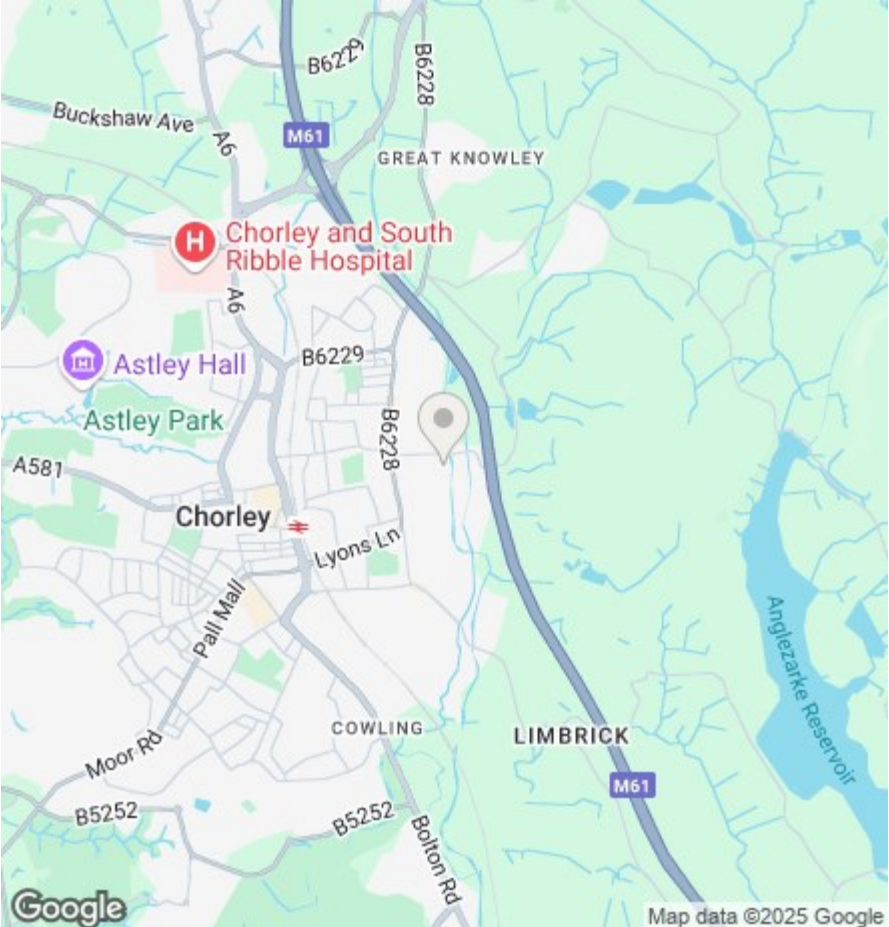 B6229
B6228
Buckshaw Ave
A6
M61
GREAT KNOWLEY
H
Chorley and South
Ribble Hospital
A6
B6229
Astley Hall
Astley Park
B6228
A581
Chorley
Lyons Ln
Pall Mall
Anglezarke Reservoir
COWLING
LIMBRICK
Moor Rd
M61
B5252
B5252
Bolton Rd
Google
Map data ©2025 Google